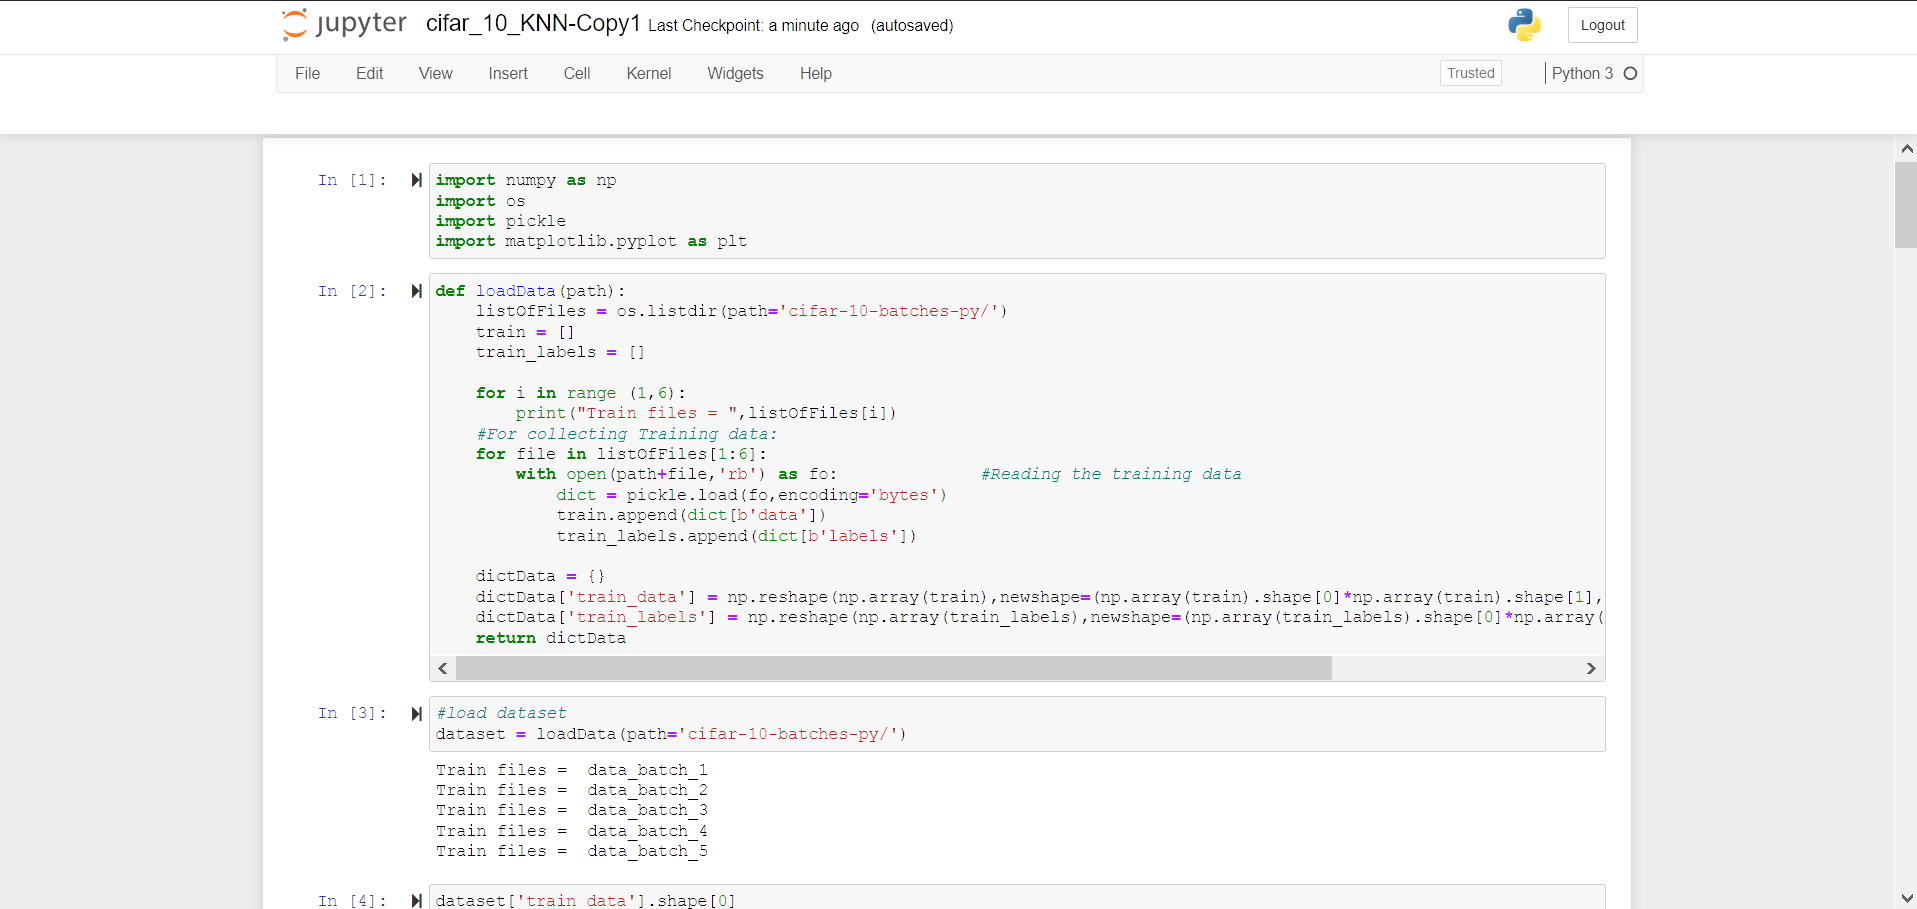 jupyter cifar_10_KNN-Copy1 Last Checkpoint: a minute ago (autosaved) Logout
File Edit View Insert Cell Kernel Widgets Help Trusted Python 3
In [1]: import numpy as np
import os
import pickle
import matplotlib.pyplot as plt
In [2]: def loadData(path):
listOfFiles = os.listdir(path='cifar-10-batches-py/')
train = []
train_labels = []
for i in range (1,6):
print("Train files = ",listOfFiles[i])
#For collecting Training data:
for file in listOfFiles[1:6]:
with open(path+file,'rb') as fo: #Reading the training data
dict = pickle.load(fo,encoding='bytes')
train.append(dict[b'data'])
train_labels.append(dict[b'labels'])
dictData = {}
dictData['train_data'] = np.reshape(np.array(train),newshape=(np.array(train).shape[0]*np.array(train).shape[1],
dictData['train_labels'] = np.reshape(np.array(train_labels),newshape=(np.array(train_labels).shape[0]*np.array(
return dictData
In [3]: #load dataset
dataset = loadData(path='cifar-10-batches-py/')
Train files =  data_batch_1
Train files =  data_batch_2
Train files =  data_batch_3
Train files =  data_batch_4
Train files =  data_batch_5
In [4]: dataset['train_data'].shape[0]